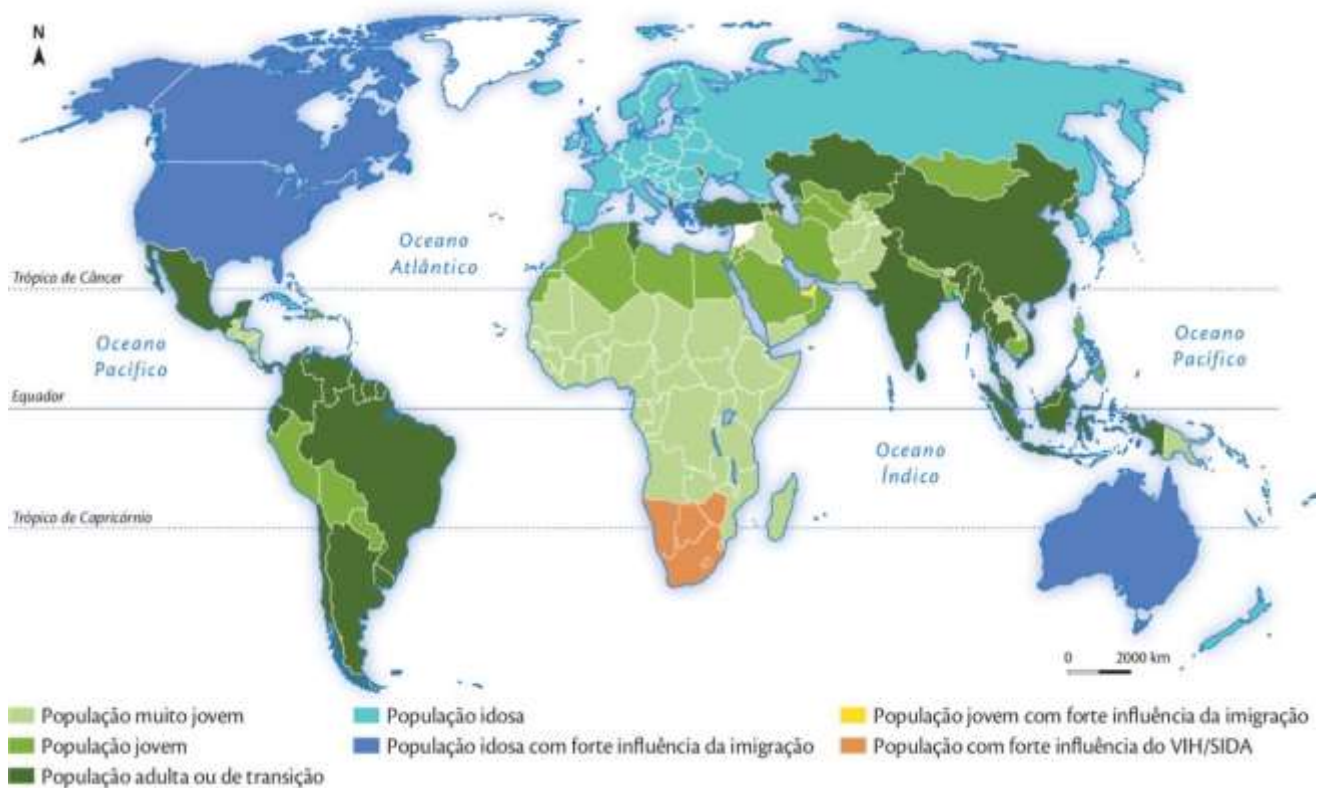 N
Oceano
Atlântico
Trópico de Câncer
Oceano
Pacífico
Oceano
Pacífico
Equador
Oceano
Índico
Trópico de Capricórnio
0 2000 km
População muito jovem
População jovem
População adulta ou de transição
População idosa
População idosa com forte influência da imigração
População jovem com forte influência da imigração
População com forte influência do VIH/SIDA